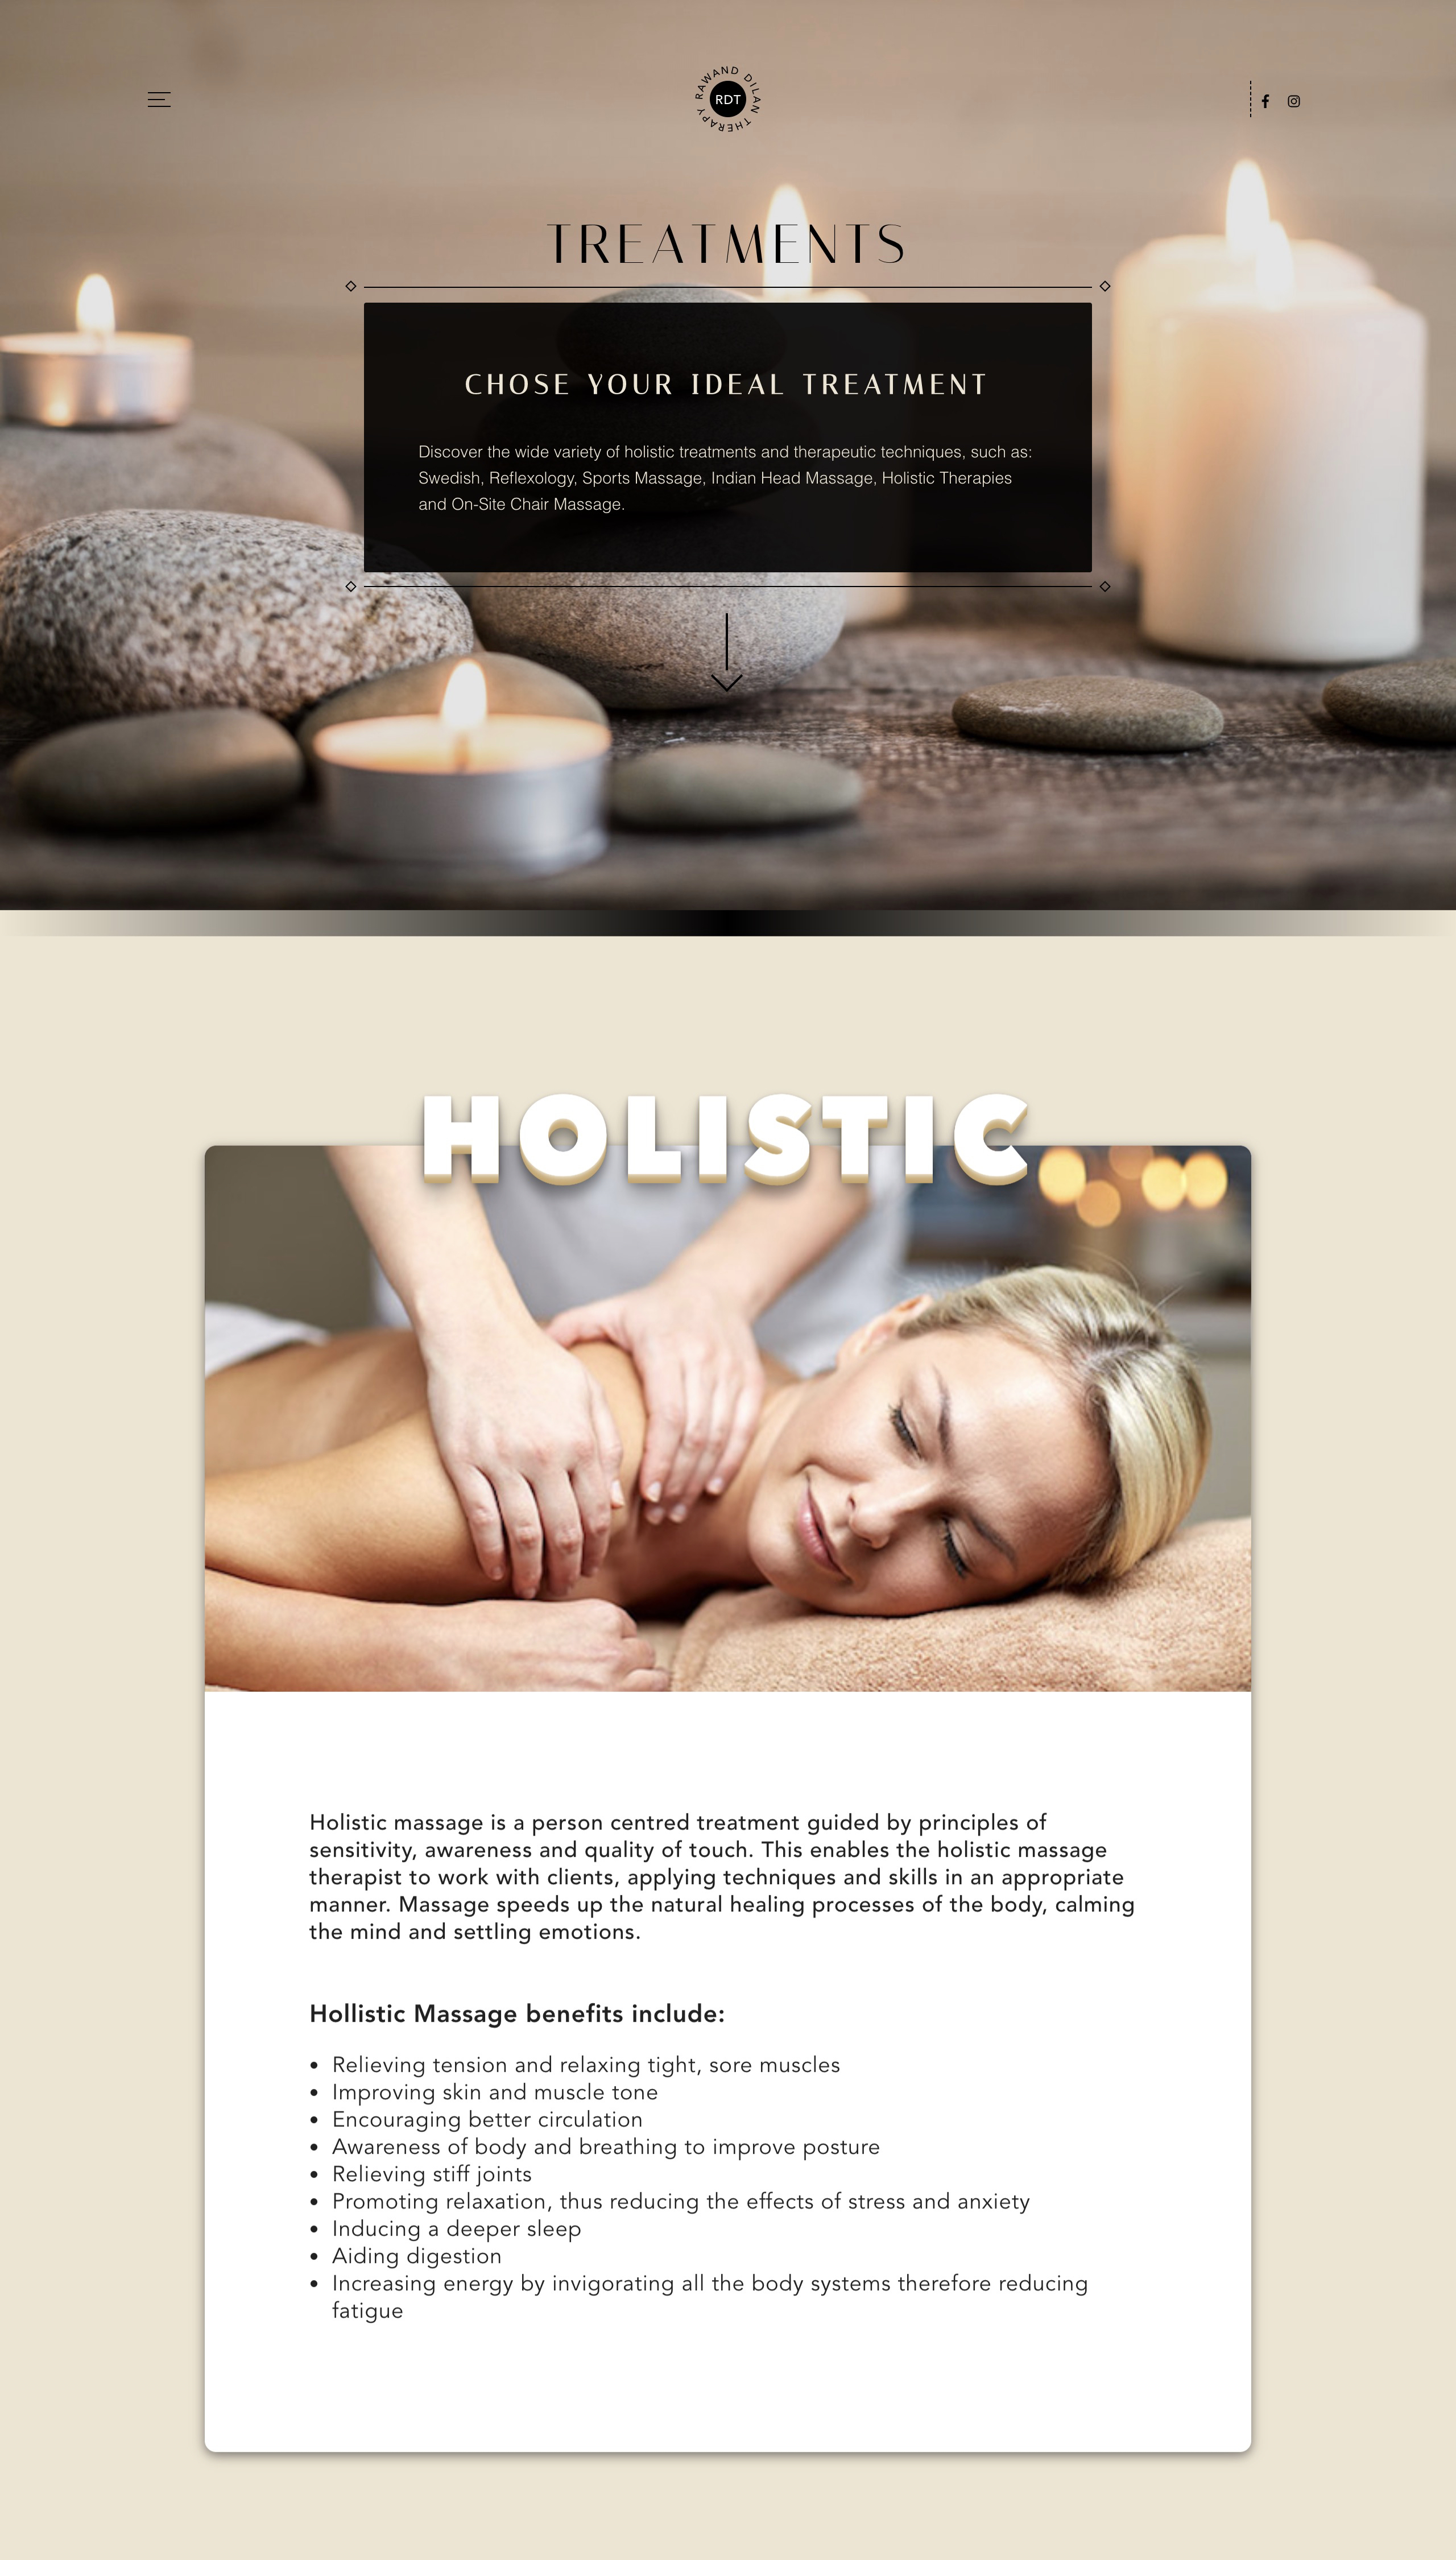 RAWAND DILAN THERAPY
RDT
TREATMENTS
CHOSE YOUR IDEAL TREATMENT
Discover the wide variety of holistic treatments and therapeutic techniques, such as:
Swedish, Reflexology, Sports Massage, Indian Head Massage, Holistic Therapies
and On-Site Chair Massage.
HOLISTIC
Holistic massage is a person centred treatment guided by principles of
sensitivity, awareness and quality of touch. This enables the holistic massage
therapist to work with clients, applying techniques and skills in an appropriate
manner. Massage speeds up the natural healing processes of the body, calming
the mind and settling emotions.
Hollistic Massage benefits include:
• Relieving tension and relaxing tight, sore muscles
• Improving skin and muscle tone
• Encouraging better circulation
• Awareness of body and breathing to improve posture
• Relieving stiff joints
• Promoting relaxation, thus reducing the effects of stress and anxiety
• Inducing a deeper sleep
• Aiding digestion
• Increasing energy by invigorating all the body systems therefore reducing
fatigue